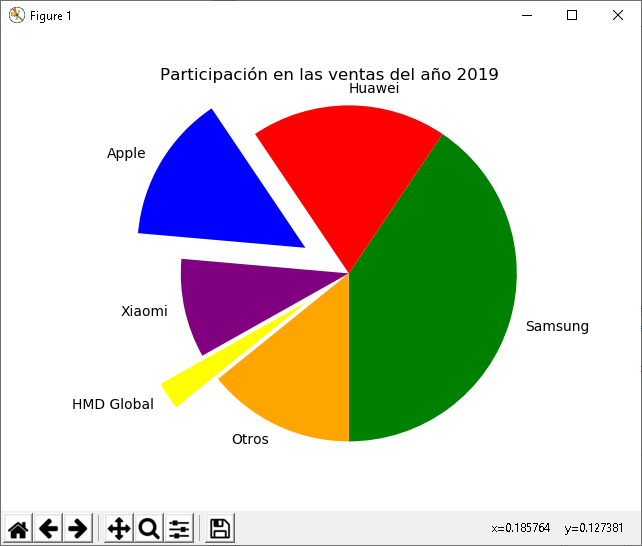 Figure 1
Participación en las ventas del año 2019
Huawei
Apple
Xiaomi
Samsung
HMD Global
Otros
x=0.185764 y=0.127381